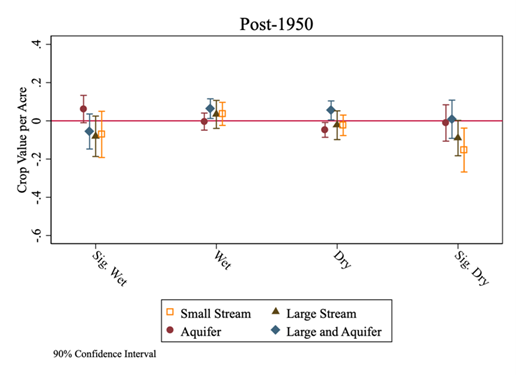 Post-1950
Crop Value per Acre
.4
.2
0
-.2
-.4
-.6
Sig. Wet
Wet
Dry
Sig. Dry
Small Stream
Large Stream
Aquifer
Large and Aquifer
90% Confidence Interval